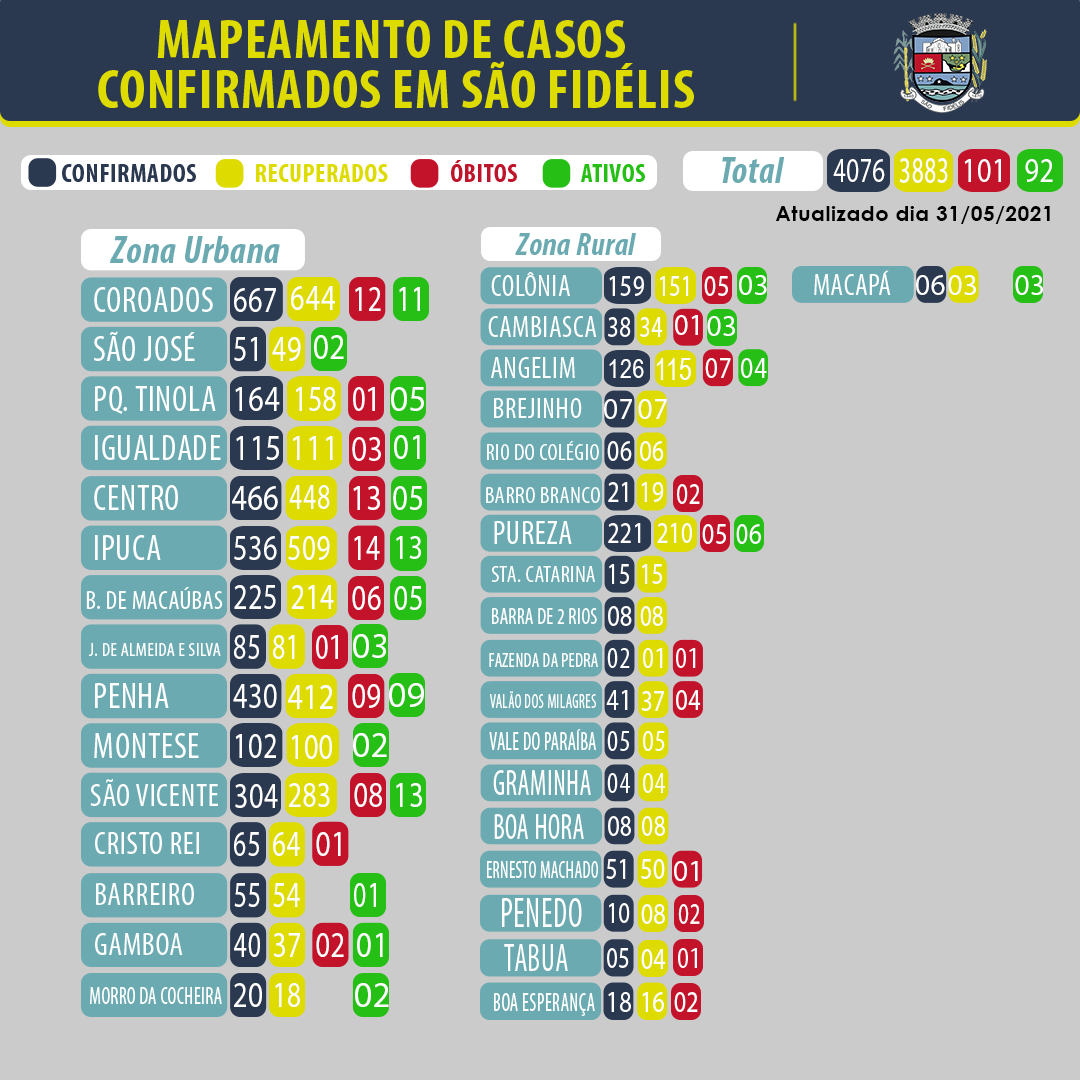 MAPEAMENTO DE CASOS
CONFIRMADOS EM SÃO FIDÉLIS
SÃO FIDÉLIS
CONFIRMADOS RECUPERADOS ÓBITOS ATIVOS
Total 4076 3883 101 92
Atualizado dia 31/05/2021
Zona Urbana
COROADOS 667 644 12 11
SÃO JOSÉ 51 49 02
PQ. TINOLA 164 158 01 05
IGUALDADE 115 111 03 01
CENTRO 466 448 13 05
IPUCA 536 509 14 13
B. DE MACAÚBAS 225 214 06 05
J. DE ALMEIDA E SILVA 85 81 01 03
PENHA 430 412 09 09
MONTESE 102 100 02
SÃO VICENTE 304 283 08 13
CRISTO REI 65 64 01
BARREIRO 55 54 01
GAMBOA 40 37 02 01
MORRO DA COCHEIRA 20 18 02
Zona Rural
COLÔNIA 159 151 05 03
CAMBIASCA 38 34 01 03
ANGELIM 126 115 07 04
BREJINHO 07 07
RIO DO COLÉGIO 06 06
BARRO BRANCO 21 19 02
PUREZA 221 210 05 06
STA. CATARINA 15 15
BARRA DE 2 RIOS 08 08
FAZENDA DA PEDRA 02 01 01
VALÃO DOS MILAGRES 41 37 04
VALE DO PARAÍBA 05 05
GRAMINHA 04 04
BOA HORA 08 08
ERNESTO MACHADO 51 50 01
PENEDO 10 08 02
TABUA 05 04 01
BOA ESPERANÇA 18 16 02
MACAPÁ 06 03 03